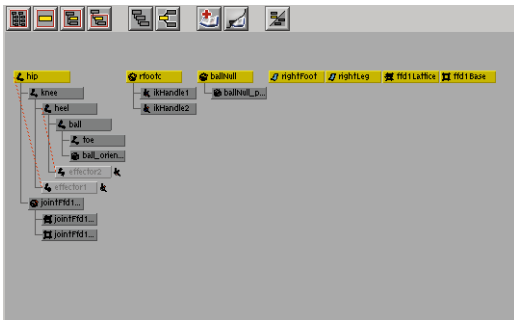 hip rfootc ballNull rightFoot rightLeg ffd1Lattice ffd1Base
knee ikHandle1 ballNull_p...
heel ikHandle2
ball
toe
ball_orien...
effector2
effector1
jointFfd1...
jointFfd1...
jointFfd1...